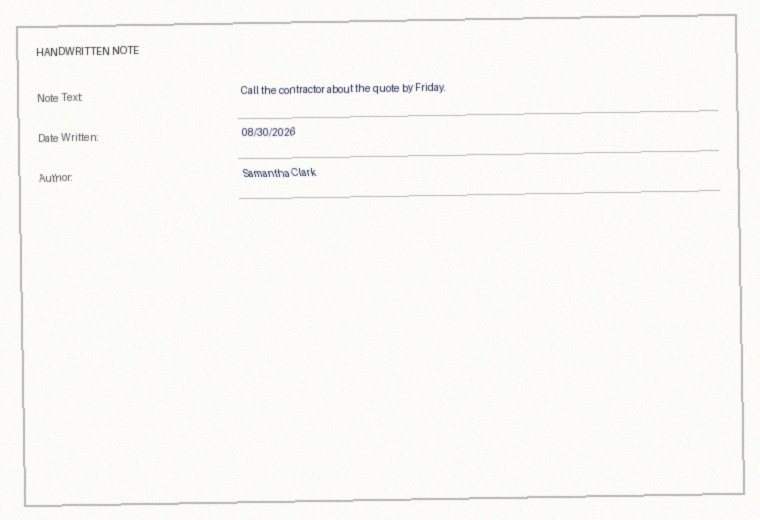 HANDWRITTEN NOTE
Note Text: Call the contractor about the quote by Friday.
Date Written: 08/30/2026
Author: Samantha Clark